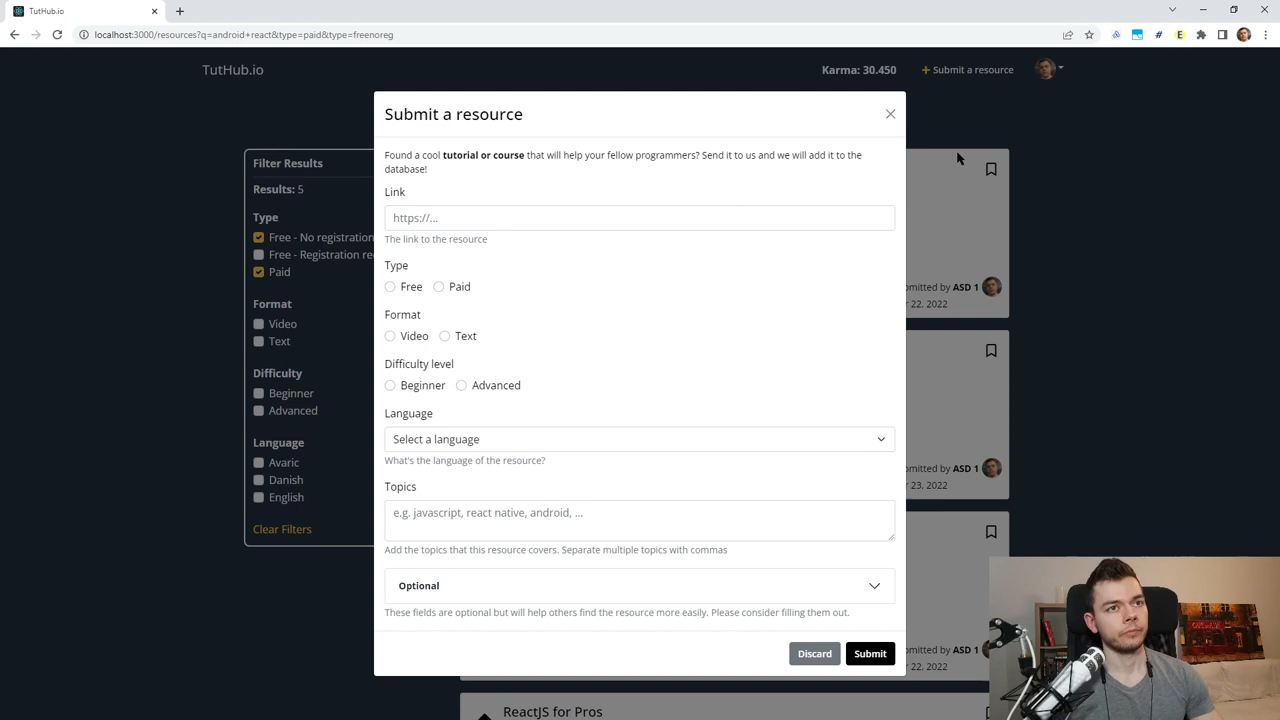 TutHub.io
localhost:3000/resources?q=android+react&type=paid&type=freenoreg
TutHub.io
Karma: 30.450
+ Submit a resource
Submit a resource
Found a cool tutorial or course that will help your fellow programmers? Send it to us and we will add it to the
database!
Link
https://...
The link to the resource
Type
Free
Paid
Format
Video
Text
Difficulty level
Beginner
Advanced
Language
Select a language
What's the language of the resource?
Topics
e.g. javascript, react native, android, ...
Add the topics that this resource covers. Separate multiple topics with commas
Optional
These fields are optional but will help others find the resource more easily. Please consider filling them out.
Discard
Submit
Filter Results
Results: 5
Type
Free - No registration
Free - Registration re
Paid
Format
Video
Text
Difficulty
Beginner
Advanced
Language
Avaric
Danish
English
Clear Filters
omitted by ASD 1
r 22, 2022
omitted by ASD 1
r 23, 2022
omitted by ASD 1
r 22, 2022
ReactJS for Pros